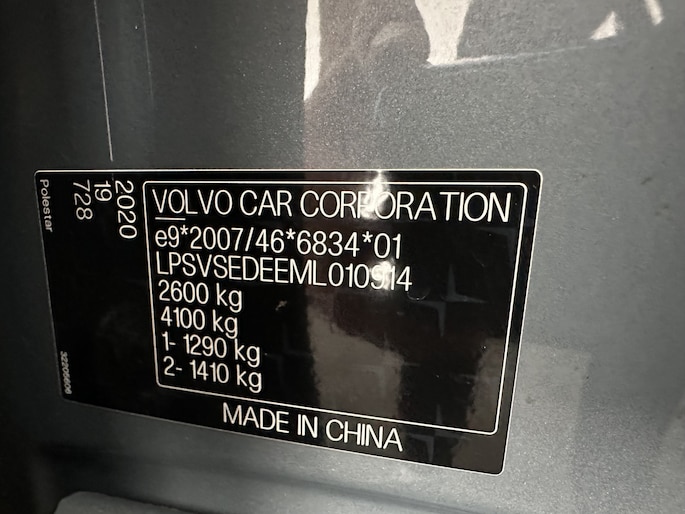 VOLVO CAR CORPORATION
e9*2007/46*6834*01
LPSVSEDEEML010914
2600 kg
4100 kg
1- 1290 kg
2- 1410 kg
MADE IN CHINA
2020
19
728
Polestar
32205606